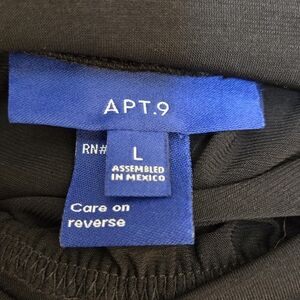 APT.9
RN#
L
ASSEMBLED
IN MEXICO
Care on
reverse